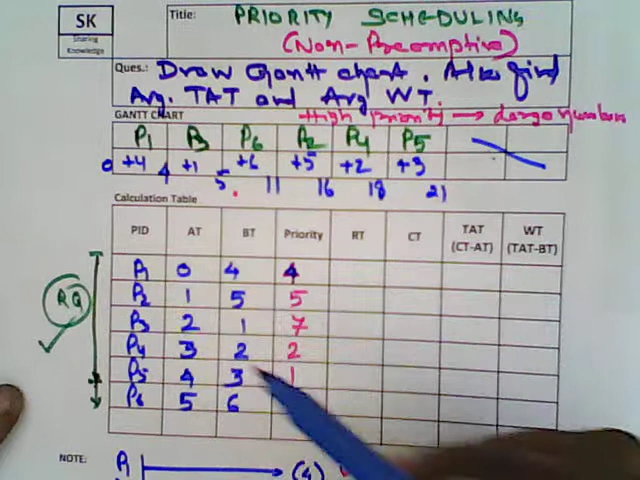 SK
Sharing
Knowledge
Title: PRIORITY SCHEDULING
(Non-Preemptive)
Ques.: Draw Gantt chart. Also find
Avg. TAT and Avg WT.
High priority → large number
GANTT CHART
P1 P3 P6 P2 P4 P5
0 +4 4 +1 5 +6 11 +5 16 +2 18 +3 21
Calculation Table
PID AT BT Priority RT CT TAT (CT-AT) WT (TAT-BT)
P1 0 4 4
P2 1 5 5
P3 2 1 7
RQ
P4 3 2 2
P5 4 3 1
P6 5 6
NOTE: P1 → (4)